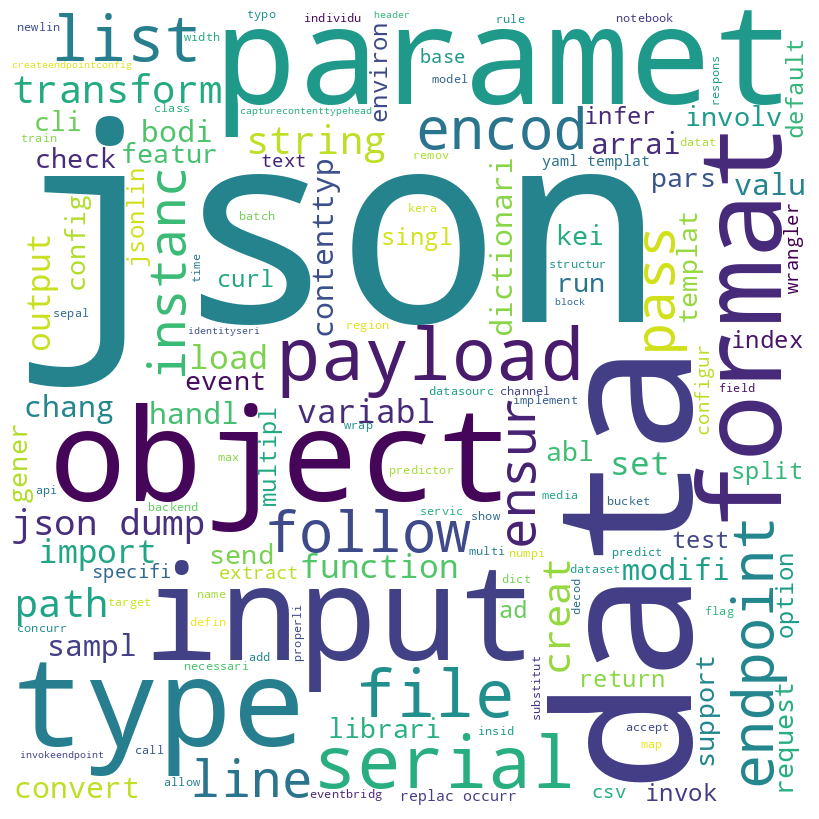 newlin
list
typo
individu
header
paramet
rule
notebook
width
createendpointconfig
environ
base
model
respons
default
transform
class
capturecontenttypehead
cli
bodi
string
encod
infer
involv
check
featur
text
remov
arrai
datat
train
yaml templat
pars
valu
json
jsonlin
instanc
batch
contenttyp
kera
dictionari
format
wrangler
config
singl
kei
pass
templat
output
time
curl
structur
run
sepal
block
identityseri
region
load
payload
index
event
configur
chang
handl
variabl
datasourc
channel
field
implement
object
wrap
ensur
data
gener
multipl
max
predictor
abl
set
split
api
backend
media
bucket
json dump
follow
servic
show
endpoint
import
send
multi
numpi
test
option
specifi
extract
function
dict
dataset
predict
modifi
decod
path
target
name
input
ad
creat
flag
concurr
defin
sampl
properli
add
necessari
return
type
file
substitut
support
request
librari
insid
accept
invokeendpoint
call
map
line
serial
convert
allow
eventbridg
replac occurr
csv
invok